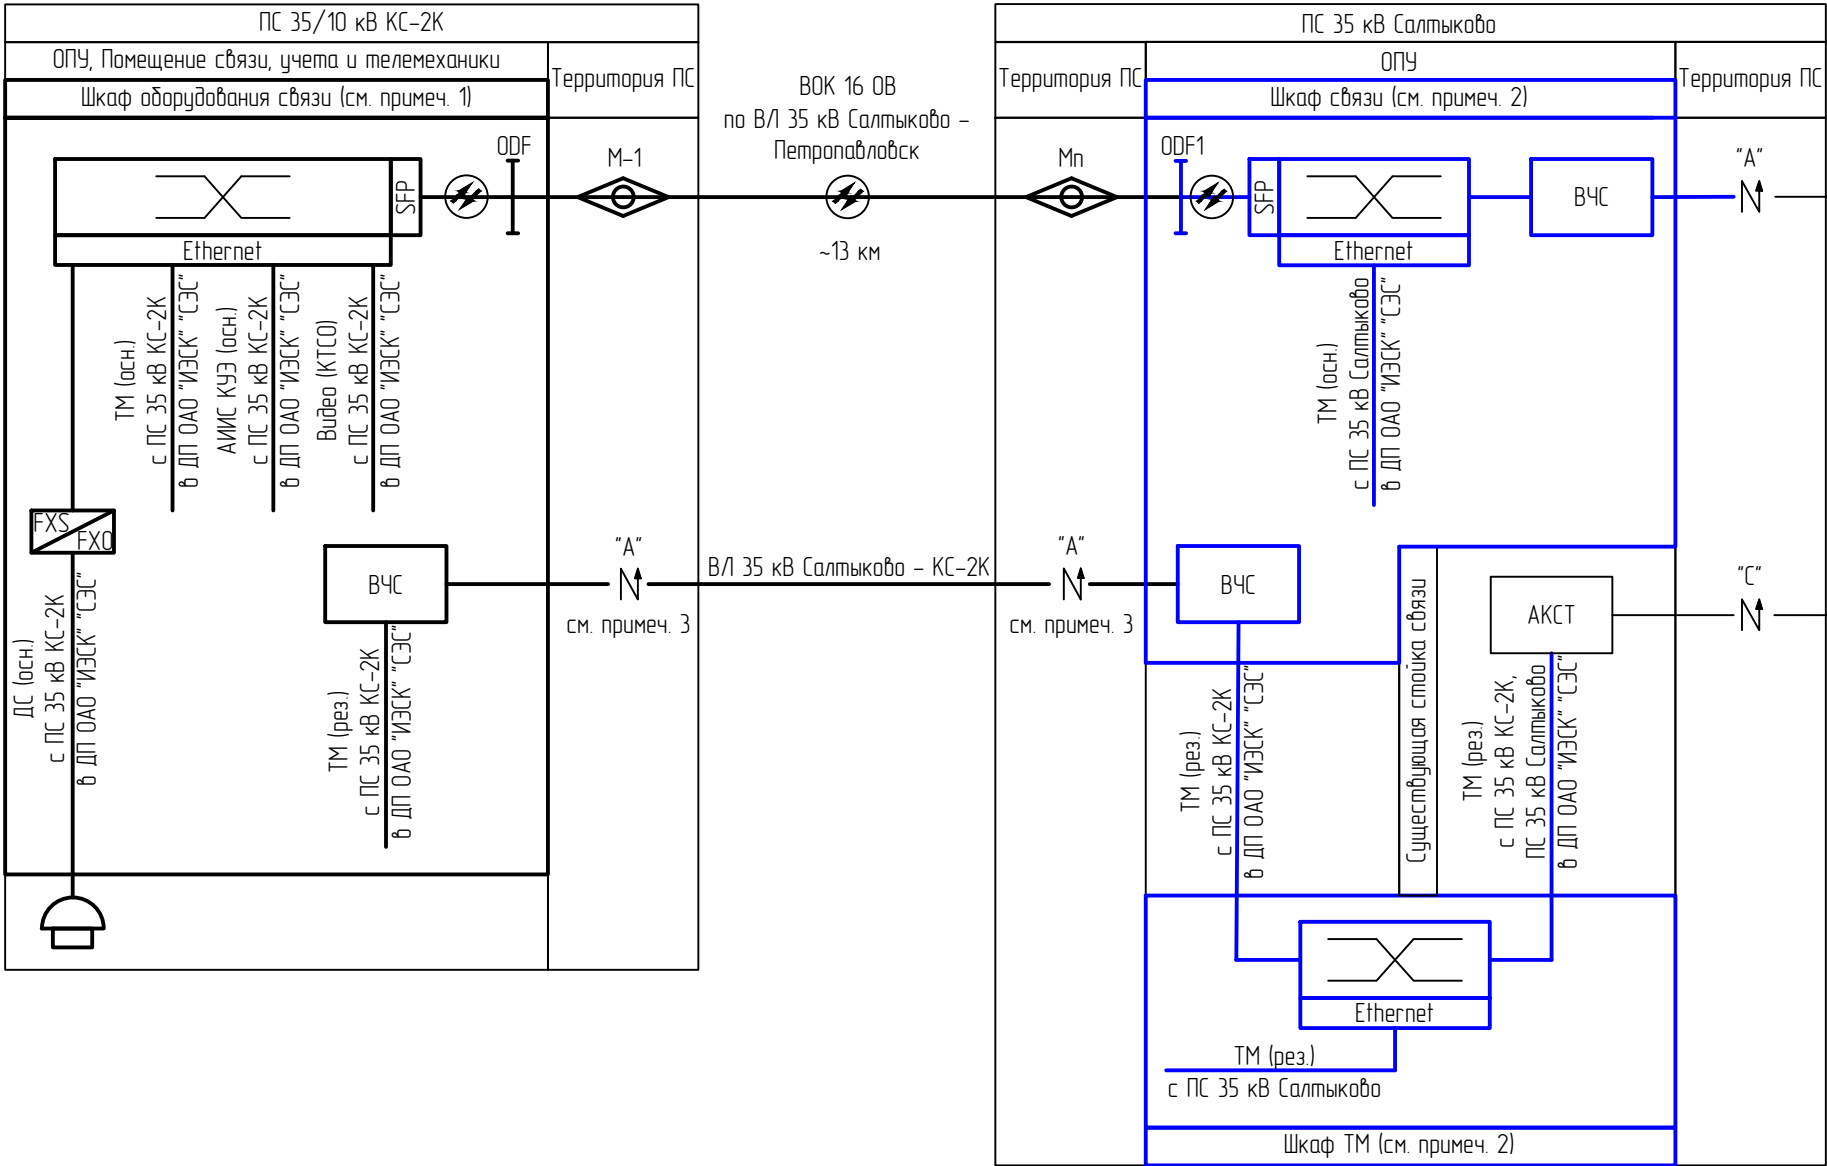 ПС 35/10 кВ КС-2К
ОПУ, Помещение связи, учета и телемеханики
Территория ПС
Шкаф оборудования связи (см. примеч. 1)
ODF
М-1
SFP
Ethernet
ТМ (осн.)
с ПС 35 кВ КС-2К
в ДП ОАО "ИЭСК" "СЭС"
АИИС КУЭ (осн.)
с ПС 35 кВ КС-2К
в ДП ОАО "ИЭСК" "СЭС"
Видео (КТСО)
с ПС 35 кВ КС-2К
в ДП ОАО "ИЭСК" "СЭС"
FXS
FXO
ДС (осн.)
с ПС 35 кВ КС-2К
в ДП ОАО "ИЭСК" "СЭС"
ВЧС
"А"
см. примеч. 3
ТМ (рез.)
с ПС 35 кВ КС-2К
в ДП ОАО "ИЭСК" "СЭС"
ВОК 16 ОВ
по ВЛ 35 кВ Салтыково -
Петропавловск
~13 км
ВЛ 35 кВ Салтыково - КС-2К
ПС 35 кВ Салтыково
Территория ПС
ОПУ
Территория ПС
Шкаф связи (см. примеч. 2)
Мn
ODF1
SFP
Ethernet
ВЧС
"А"
ТМ (осн.)
с ПС 35 кВ Салтыково
в ДП ОАО "ИЭСК" "СЭС"
"А"
см. примеч. 3
ВЧС
ТМ (рез.)
с ПС 35 кВ КС-2К
в ДП ОАО "ИЭСК" "СЭС"
Существующая стойка связи
АКСТ
"С"
ТМ (рез.)
с ПС 35 кВ КС-2К,
ПС 35 кВ Салтыково
в ДП ОАО "ИЭСК" "СЭС"
Ethernet
ТМ (рез.)
с ПС 35 кВ Салтыково
Шкаф ТМ (см. примеч. 2)